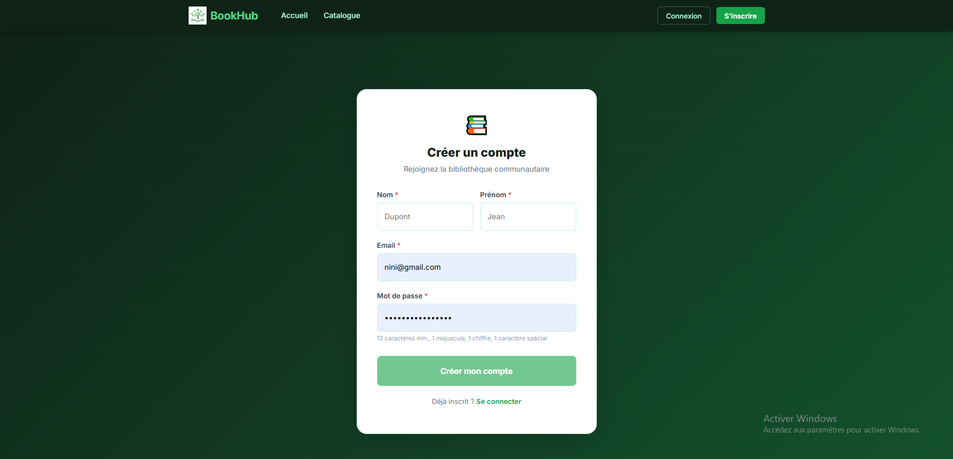 BookHub Accueil Catalogue Connexion S'inscrire
Créer un compte
Rejoignez la bibliothèque communautaire
Nom * Prénom *
Dupont Jean
Email *
nini@gmail.com
Mot de passe *
••••••••••••••••
12 caractères min., 1 majuscule, 1 chiffre, 1 caractère spécial
Créer mon compte
Déjà inscrit ? Se connecter
Activer Windows
Accédez aux paramètres pour activer Windows.